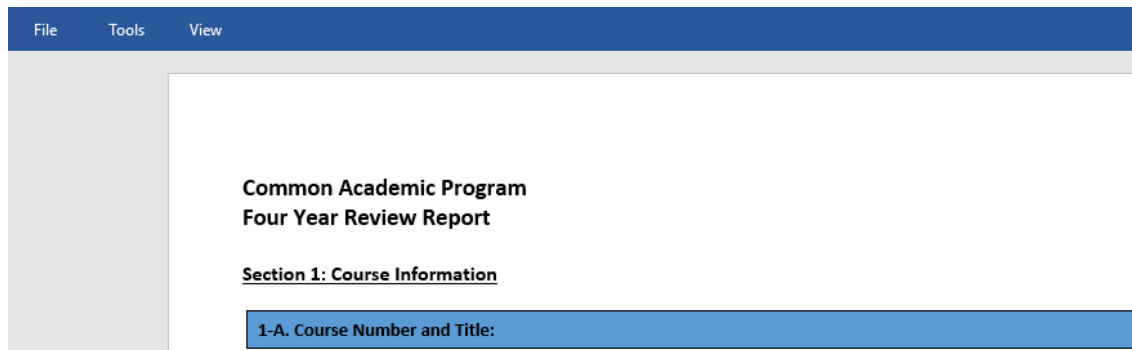 File Tools View
Common Academic Program
Four Year Review Report
Section 1: Course Information
1-A. Course Number and Title: